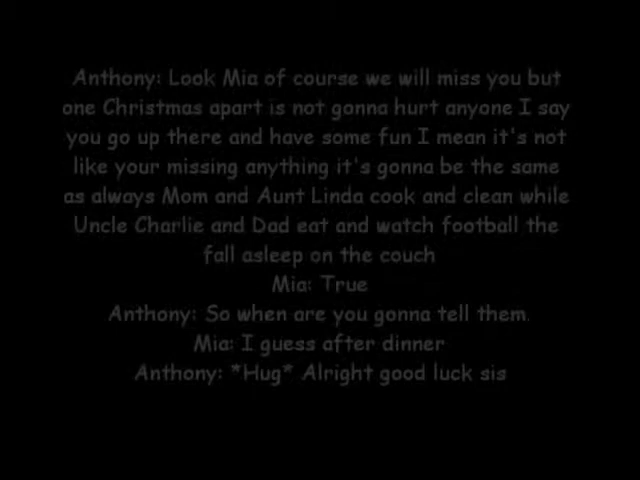 Anthony: Look Mia of course we will miss you but
one Christmas apart is not gonna hurt anyone I say
you go up there and have some fun I mean it's not
like your missing anything it's gonna be the same
as always Mom and Aunt Linda cook and clean while
Uncle Charlie and Dad eat and watch football the
fall asleep on the couch
Mia: True
Anthony: So when are you gonna tell them.
Mia: I guess after dinner
Anthony: *Hug* Alright good luck sis